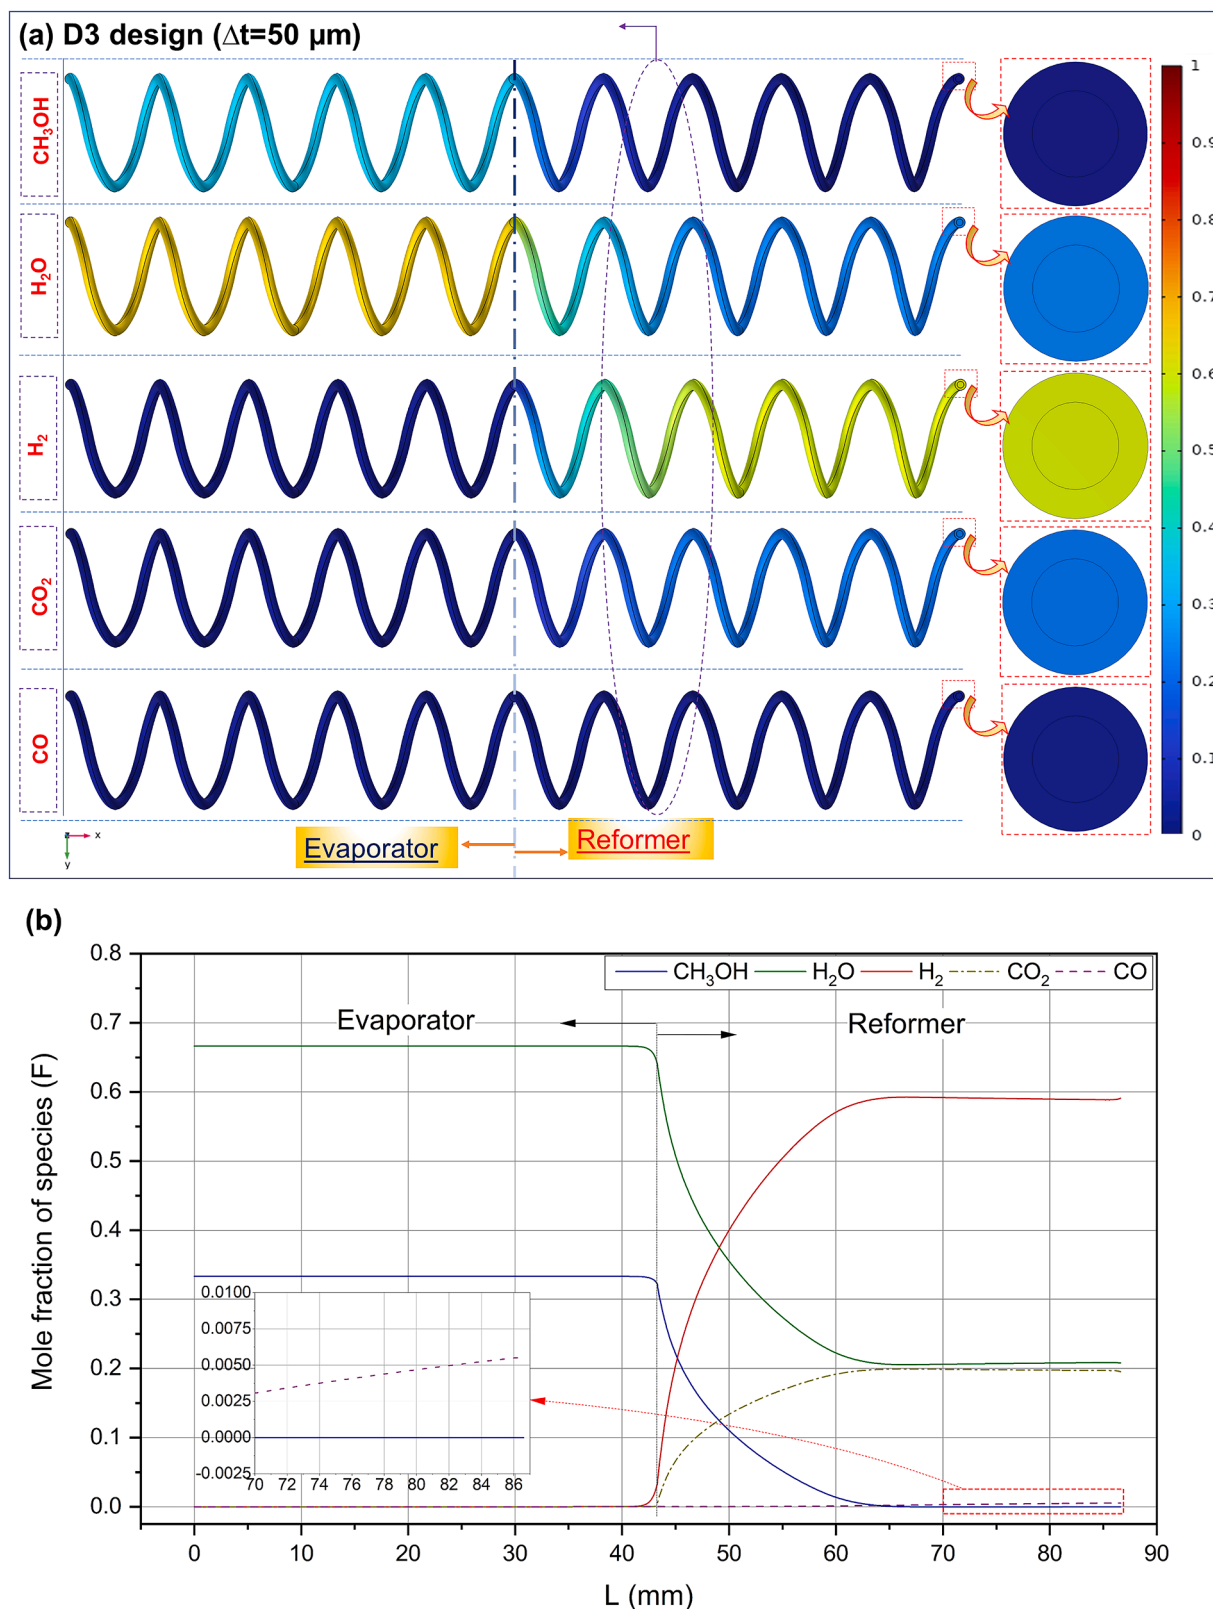 (a) D3 design (Δt=50 µm)
CH₃OH
H₂O
H₂
CO₂
CO
1
0.9
0.8
0.7
0.6
0.5
0.4
0.3
0.2
0.1
0
x
y
Evaporator
Reformer
(b)
CH₃OH H₂O H₂ CO₂ CO
Evaporator
Reformer
Mole fraction of species (F)
0.8
0.7
0.6
0.5
0.4
0.3
0.2
0.1
0.0
0.0100
0.0075
0.0050
0.0025
0.0000
-0.0025
70 72 74 76 78 80 82 84 86
0 10 20 30 40 50 60 70 80 90
L (mm)